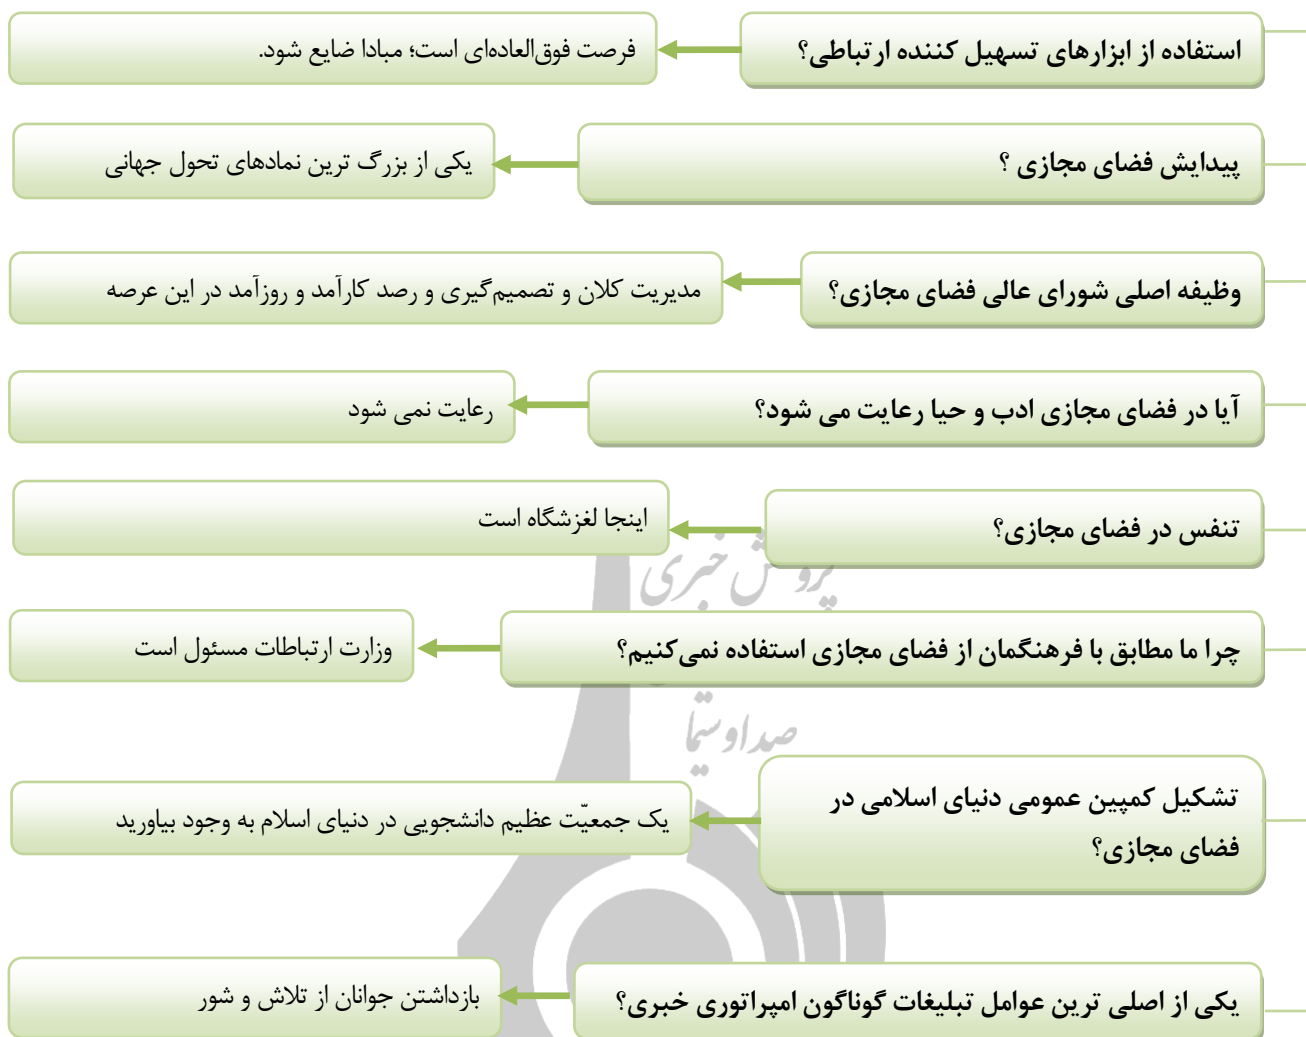 استفاده از ابزارهای تسهیل کننده ارتباطی؟
فرصت فوق‌العاده‌ای است؛ مبادا ضایع شود.
پیدایش فضای مجازی ؟
یکی از بزرگ ترین نمادهای تحول جهانی
وظیفه اصلی شورای عالی فضای مجازی؟
مدیریت کلان و تصمیم‌گیری و رصد کارآمد و روزآمد در این عرصه
آیا در فضای مجازی ادب و حیا رعایت می شود؟
رعایت نمی شود
تنفس در فضای مجازی؟
اینجا لغزشگاه است
خبری
چرا ما مطابق با فرهنگمان از فضای مجازی استفاده نمی‌کنیم؟
وزارت ارتباطات مسئول است
صداوسیما
تشکیل کمپین عمومی دنیای اسلامی در
فضای مجازی؟
یک جمعیّت عظیم دانشجویی در دنیای اسلام به وجود بیاورید
یکی از اصلی ترین عوامل تبلیغات گوناگون امپراتوری خبری؟
بازداشتن جوانان از تلاش و شور